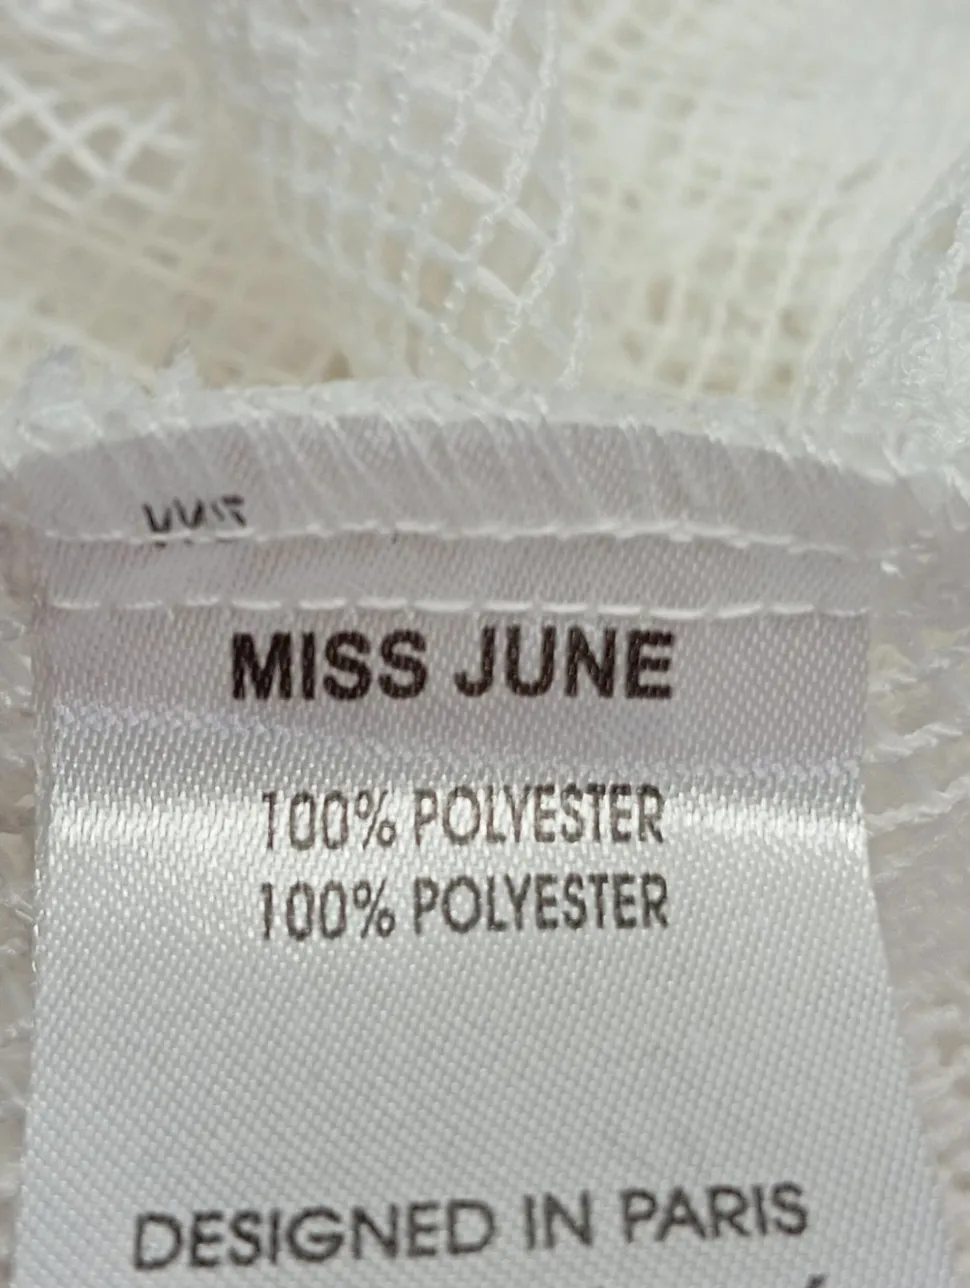 MISS JUNE
100% POLYESTER
100% POLYESTER
DESIGNED IN PARIS